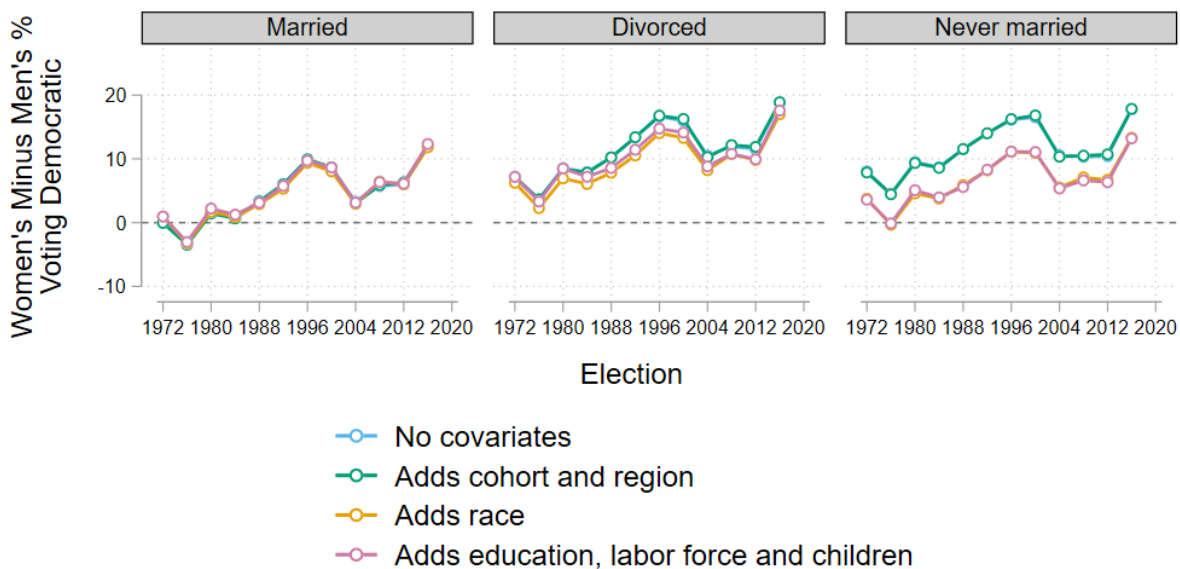 Women's Minus Men's %
Voting Democratic
Married
Divorced
Never married
20
10
0
-10
1972 1980 1988 1996 2004 2012 2020
1972 1980 1988 1996 2004 2012 2020
1972 1980 1988 1996 2004 2012 2020
Election
No covariates
Adds cohort and region
Adds race
Adds education, labor force and children